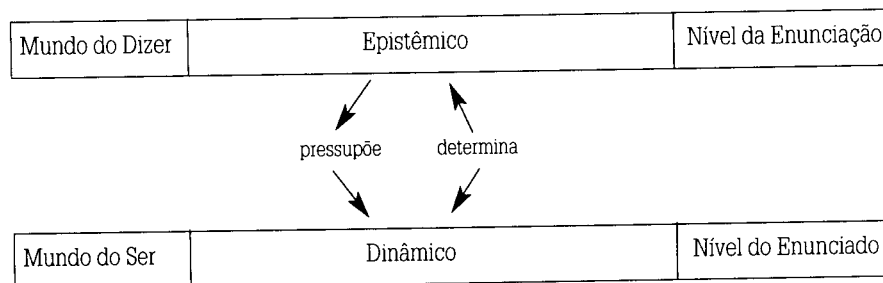 Mundo do Dizer Epistêmico Nível da Enunciação
pressupõe determina
Mundo do Ser Dinâmico Nível do Enunciado